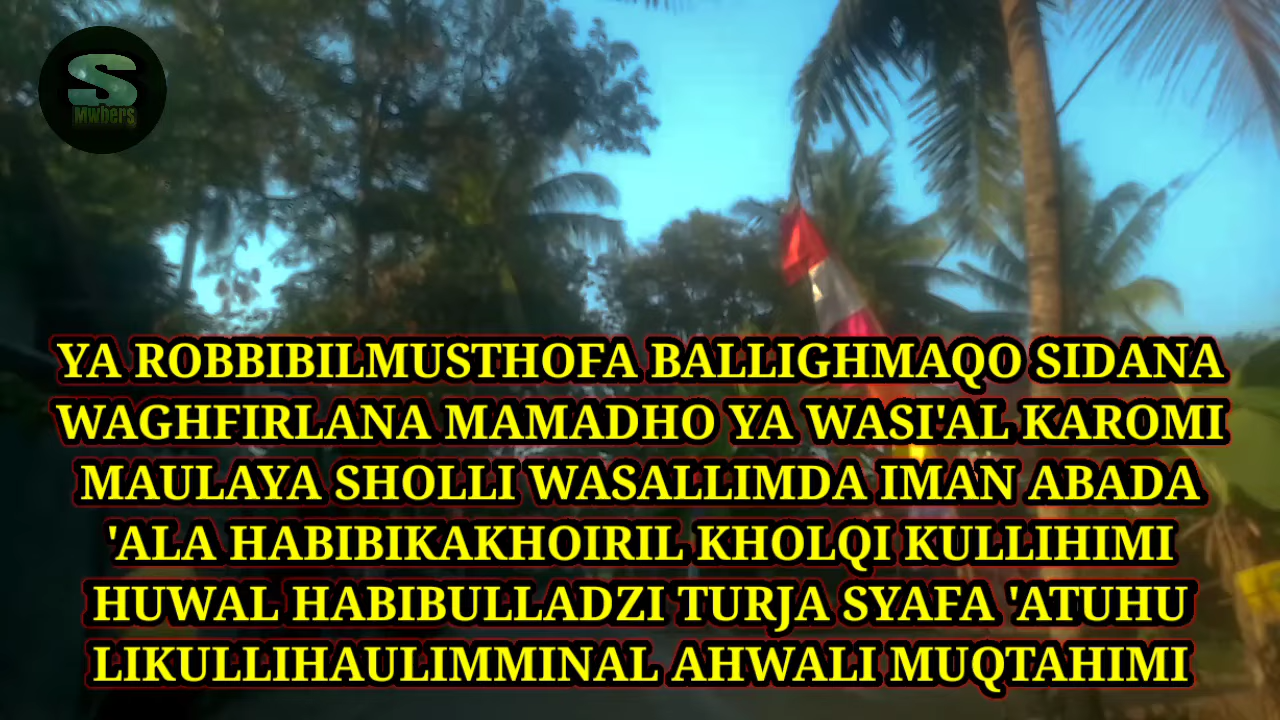 S
Mwbers
YA ROBBIBILMUSTHOFA BALLIGHMAQO SIDANA
WAGHFIRLANA MAMADHO YA WASI'AL KAROMI
MAULAYA SHOLLI WASALLIMDA IMAN ABADA
'ALA HABIBIKAKHOIRIL KHOLQI KULLIHIMI
HUWAL HABIBULLADZI TURJA SYAFA 'ATUHU
LIKULLIHAULIMMINAL AHWALI MUQTAHIMI